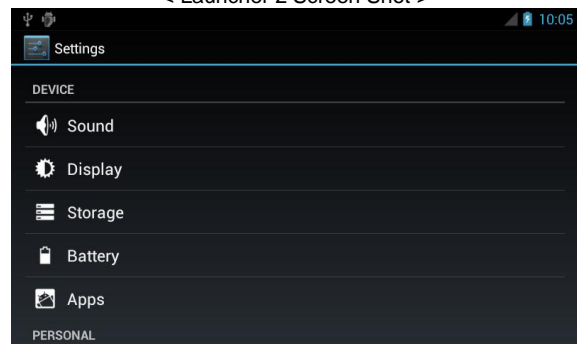 < Launcher 2 Screen Shot >
10:05
Settings
DEVICE
Sound
Display
Storage
Battery
Apps
PERSONAL